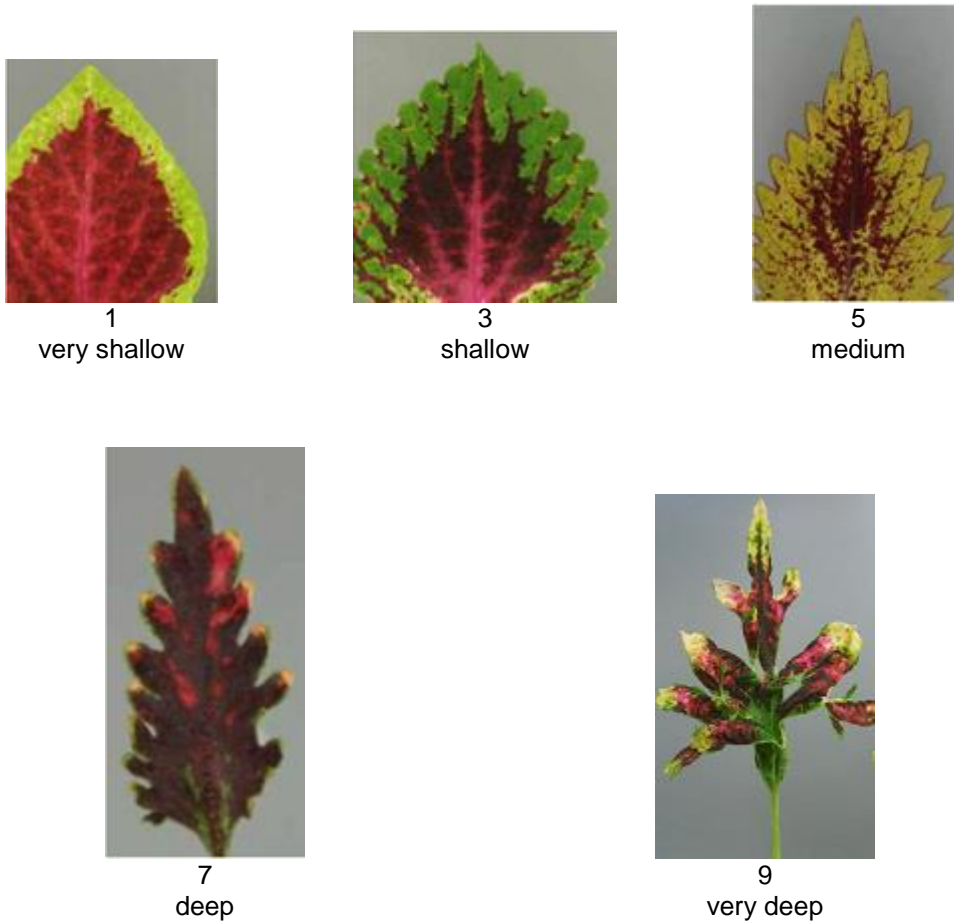 1
very shallow
3
shallow
5
medium
7
deep
9
very deep